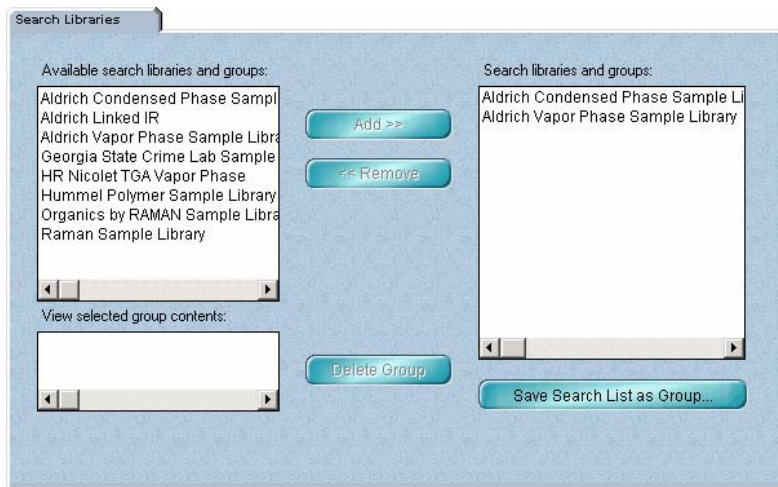 Search Libraries
Available search libraries and groups:
Aldrich Condensed Phase Sampl
Aldrich Linked IR
Aldrich Vapor Phase Sample Libra
Georgia State Crime Lab Sample
HR Nicolet TGA Vapor Phase
Hummel Polymer Sample Library
Organics by RAMAN Sample Libra
Raman Sample Library
View selected group contents:
Add >>
<< Remove
Delete Group
Search libraries and groups:
Aldrich Condensed Phase Sample Li
Aldrich Vapor Phase Sample Library
Save Search List as Group...